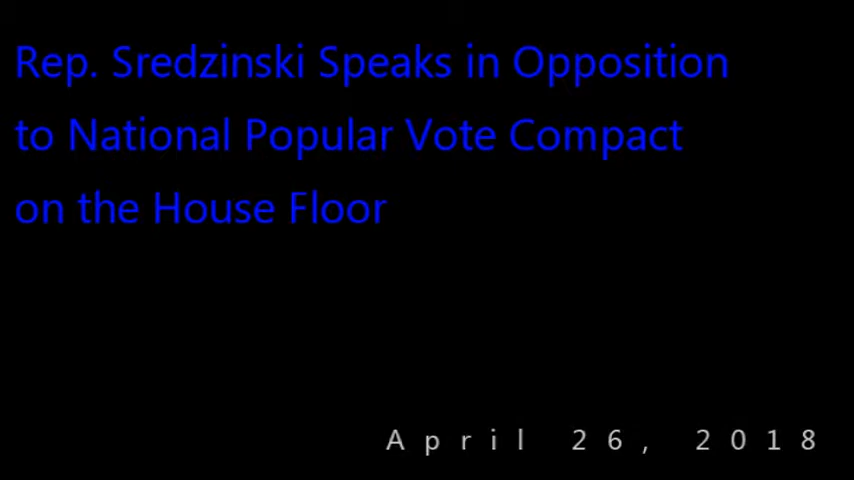 Rep. Sredzinski Speaks in Opposition
to National Popular Vote Compact
on the House Floor
April 26, 2018